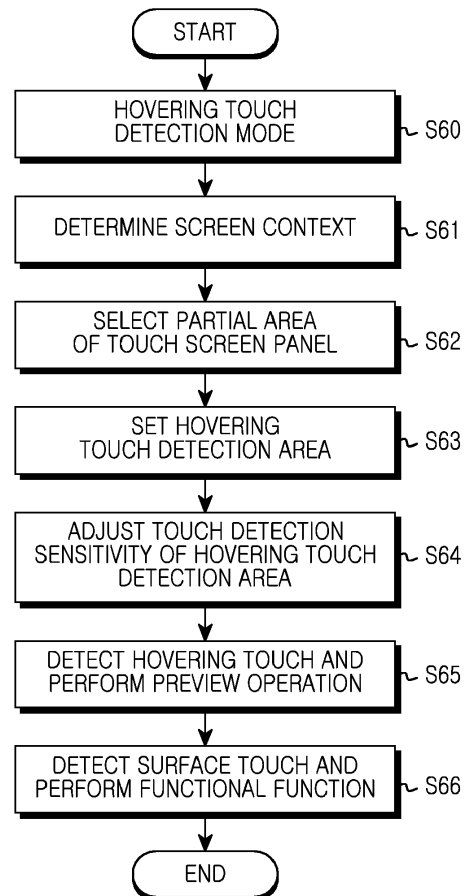 START
HOVERING TOUCH
DETECTION MODE
S60
DETERMINE SCREEN CONTEXT
S61
SELECT PARTIAL AREA
OF TOUCH SCREEN PANEL
S62
SET HOVERING
TOUCH DETECTION AREA
S63
ADJUST TOUCH DETECTION
SENSITIVITY OF HOVERING TOUCH
DETECTION AREA
S64
DETECT HOVERING TOUCH AND
PERFORM PREVIEW OPERATION
S65
DETECT SURFACE TOUCH AND
PERFORM FUNCTIONAL FUNCTION
S66
END